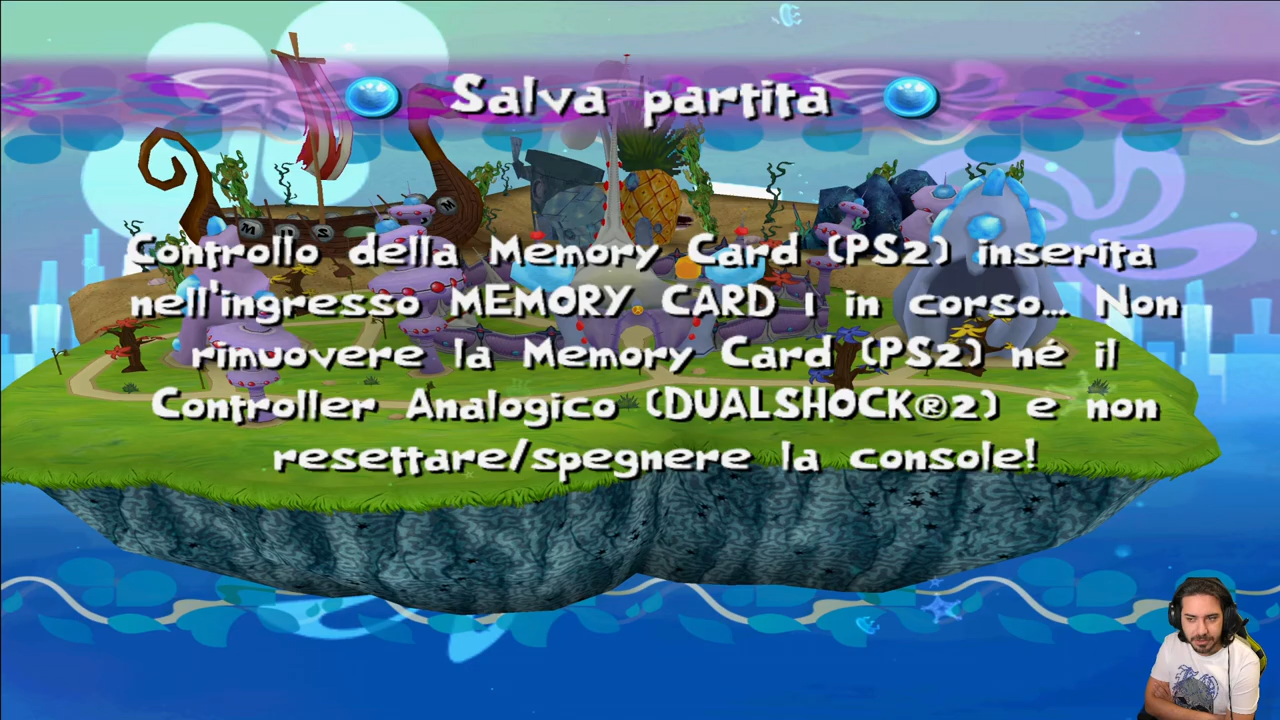 Salva partita
Controllo della Memory Card (PS2) inserita
nell'ingresso MEMORY CARD 1 in corso... Non
rimuovere la Memory Card (PS2) né il
Controller Analogico (DUALSHOCK®2) e non
resettare/spegnere la console!